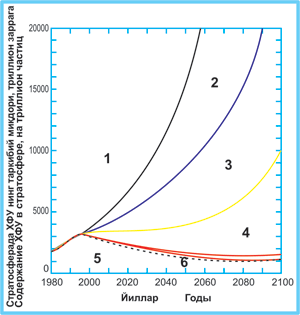 Стратосферада ХФУ нинг таркибий микдори, триллион заррага
Содержание ХФУ в стратосфере, на триллион частиц
20000
15000
10000
5000
0
1
2
3
4
5
6
1980 2000 2020 2040 2060 2080 2100
Йиллар Годы